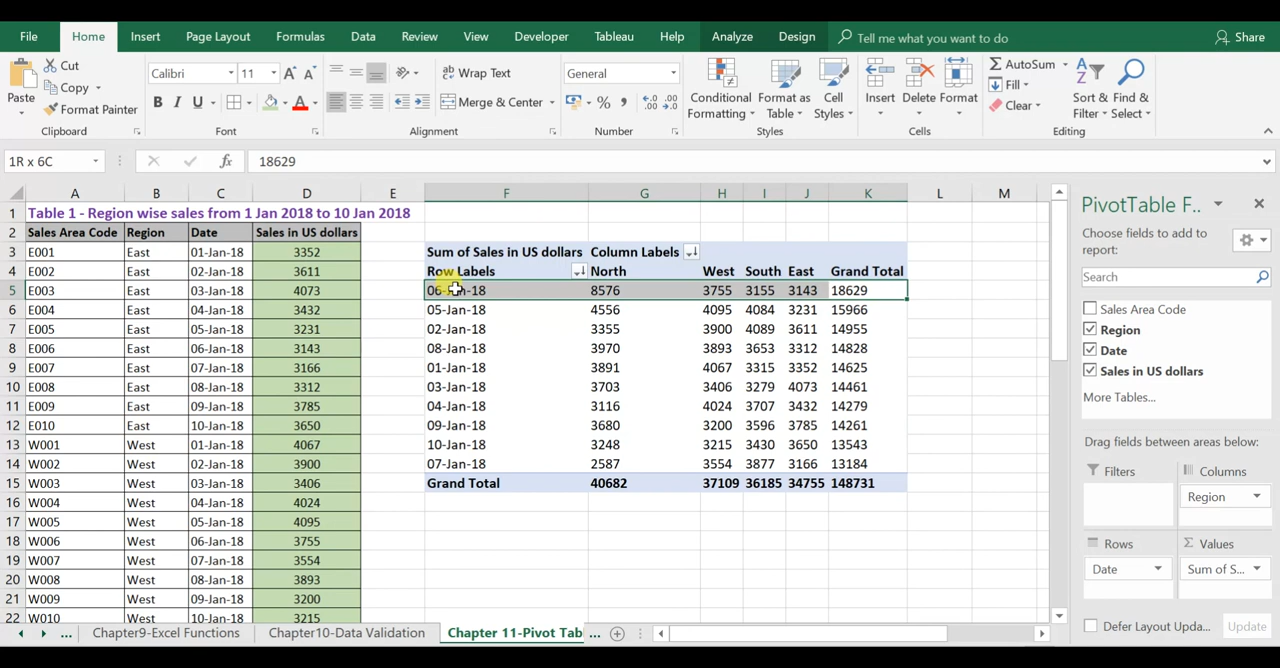 File Home Insert Page Layout Formulas Data Review View Developer Tableau Help Analyze Design Tell me what you want to do Share
Paste Cut Copy Format Painter Clipboard
Calibri 11 A A B I U A Font
Wrap Text Merge & Center Alignment
General % , Number
Conditional Formatting Format as Table Cell Styles Styles
Insert Delete Format Cells
AutoSum Fill Clear Sort & Filter Find & Select Editing
1R x 6C fx 18629
A B C D E F G H I J K L M
1 Table 1 - Region wise sales from 1 Jan 2018 to 10 Jan 2018
2 Sales Area Code Region Date Sales in US dollars
3 E001 East 01-Jan-18 3352 Sum of Sales in US dollars Column Labels
4 E002 East 02-Jan-18 3611 Row Labels North West South East Grand Total
5 E003 East 03-Jan-18 4073 8576 3755 3155 3143 18629
6 E004 East 04-Jan-18 3432 05-Jan-18 4556 4095 4084 3231 15966
7 E005 East 05-Jan-18 3231 02-Jan-18 3355 3900 4089 3611 14955
8 E006 East 06-Jan-18 3143 08-Jan-18 3970 3893 3653 3312 14828
9 E007 East 07-Jan-18 3166 01-Jan-18 3891 4067 3315 3352 14625
10 E008 East 08-Jan-18 3312 03-Jan-18 3703 3406 3279 4073 14461
11 E009 East 09-Jan-18 3785 04-Jan-18 3116 4024 3707 3432 14279
12 E010 East 10-Jan-18 3650 09-Jan-18 3680 3200 3596 3785 14261
13 W001 West 01-Jan-18 4067 10-Jan-18 3248 3215 3430 3650 13543
14 W002 West 02-Jan-18 3900 07-Jan-18 2587 3554 3877 3166 13184
15 W003 West 03-Jan-18 3406 Grand Total 40682 37109 36185 34755 148731
16 W004 West 04-Jan-18 4024
17 W005 West 05-Jan-18 4095
18 W006 West 06-Jan-18 3755
19 W007 West 07-Jan-18 3554
20 W008 West 08-Jan-18 3893
21 W009 West 09-Jan-18 3200
22 W010 West 10-Jan-18 3215
... Chapter9-Excel Functions Chapter10-Data Validation Chapter 11-Pivot Tab ...
PivotTable F..
Choose fields to add to
report:
Search
Sales Area Code
Region
Date
Sales in US dollars
More Tables...
Drag fields between areas below:
Filters Columns
Region
Rows Σ Values
Date Sum of S...
Defer Layout Upda... Update